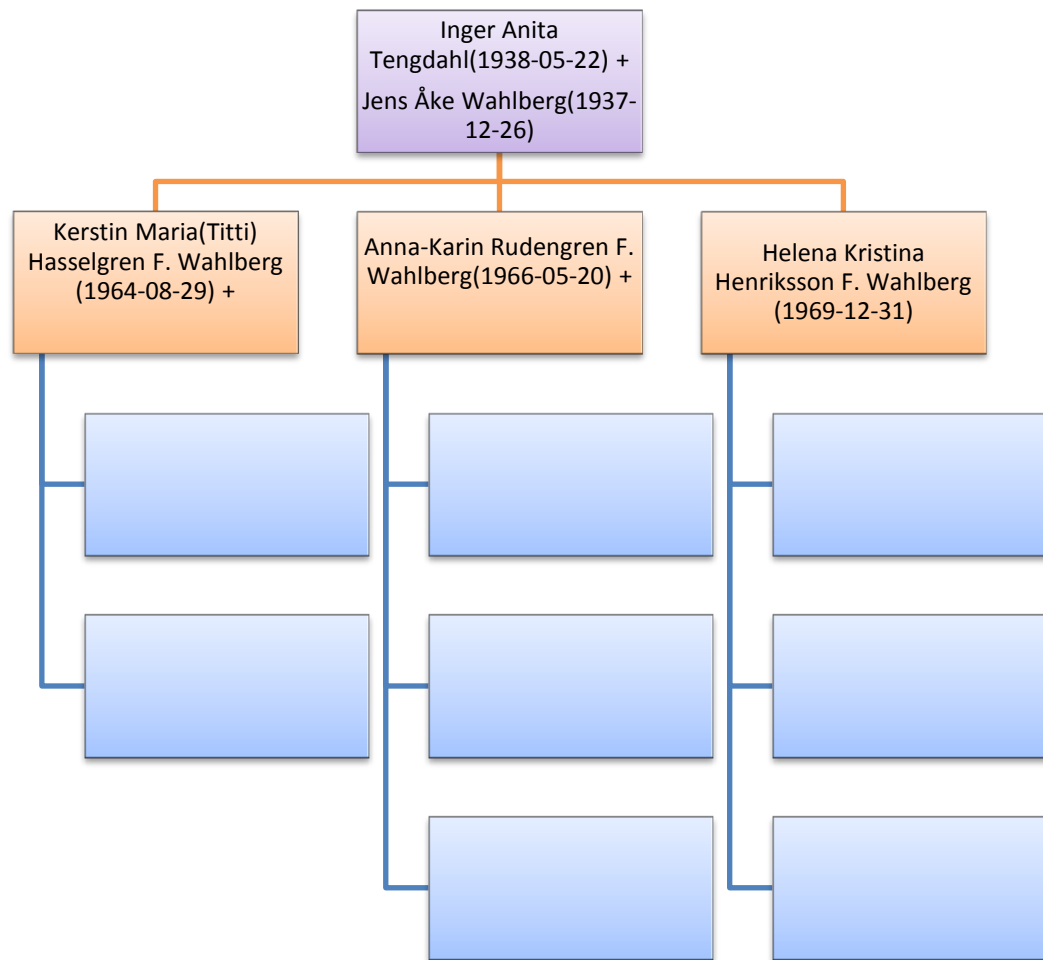 Inger Anita
Tengdahl(1938-05-22) +
Jens Åke Wahlberg(1937-
12-26)
Kerstin Maria(Titti)
Hasselgren F. Wahlberg
(1964-08-29) +
Anna-Karin Rudengren F.
Wahlberg(1966-05-20) +
Helena Kristina
Henriksson F. Wahlberg
(1969-12-31)